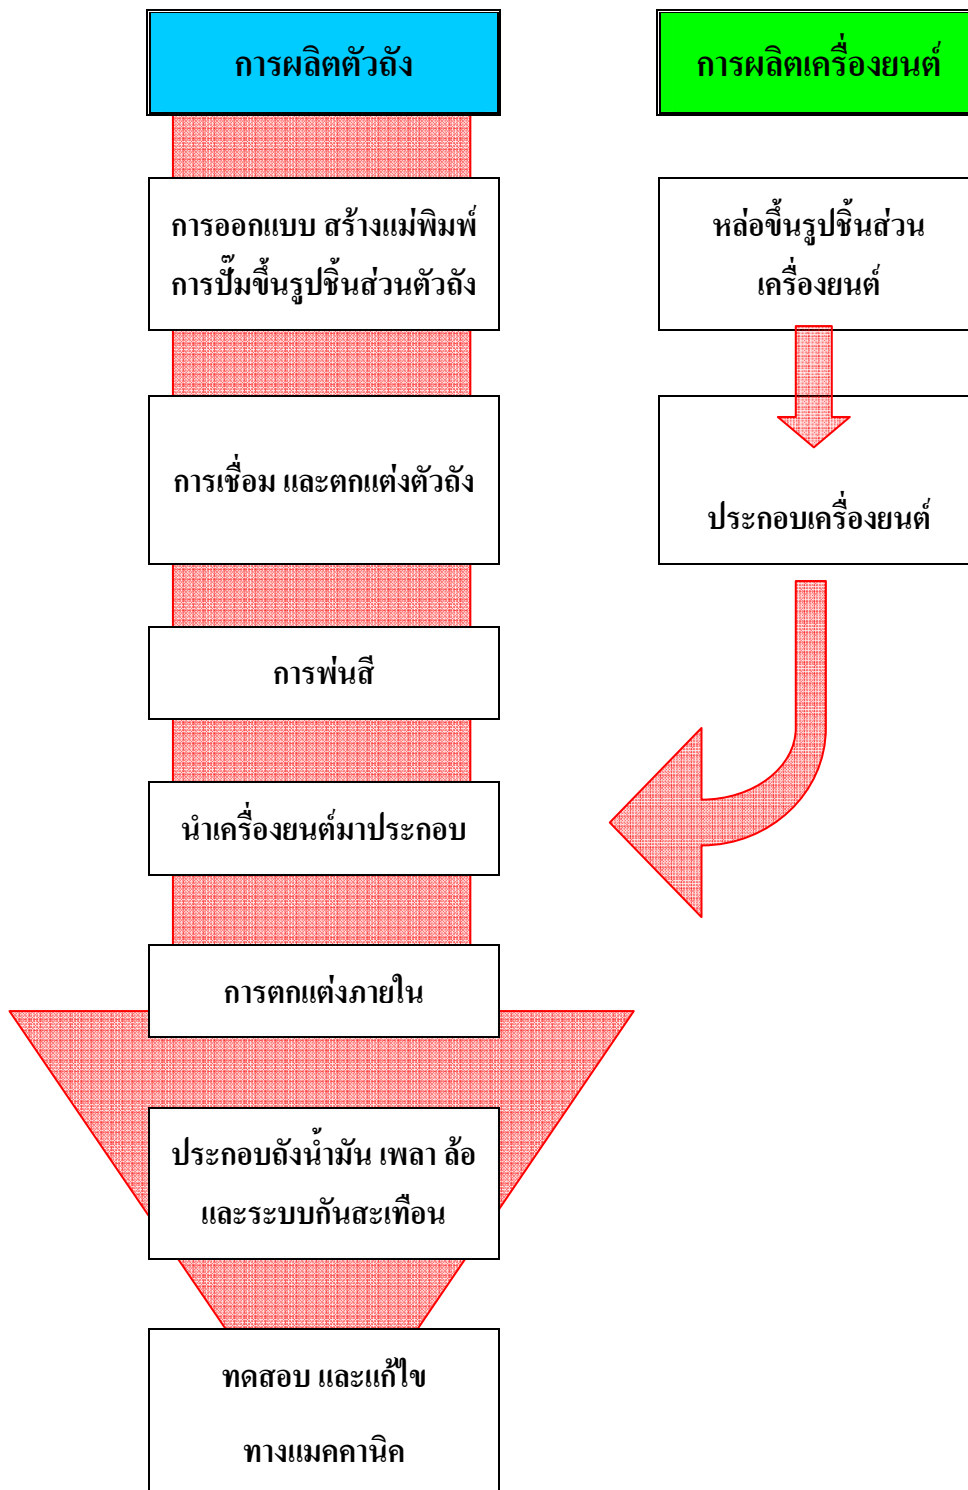 การผลิตตัวถัง
การผลิตเครื่องยนต์
การออกแบบ สร้างแม่พิมพ์
การปั๊มขึ้นรูปชิ้นส่วนตัวถัง
หล่อขึ้นรูปชิ้นส่วน
เครื่องยนต์
การเชื่อม และตกแต่งตัวถัง
ประกอบเครื่องยนต์
การพ่นสี
นำเครื่องยนต์มาประกอบ
การตกแต่งภายใน
ประกอบถังน้ำมัน เพลา ล้อ
และระบบกันสะเทือน
ทดสอบ และแก้ไข
ทางแมคคานิค